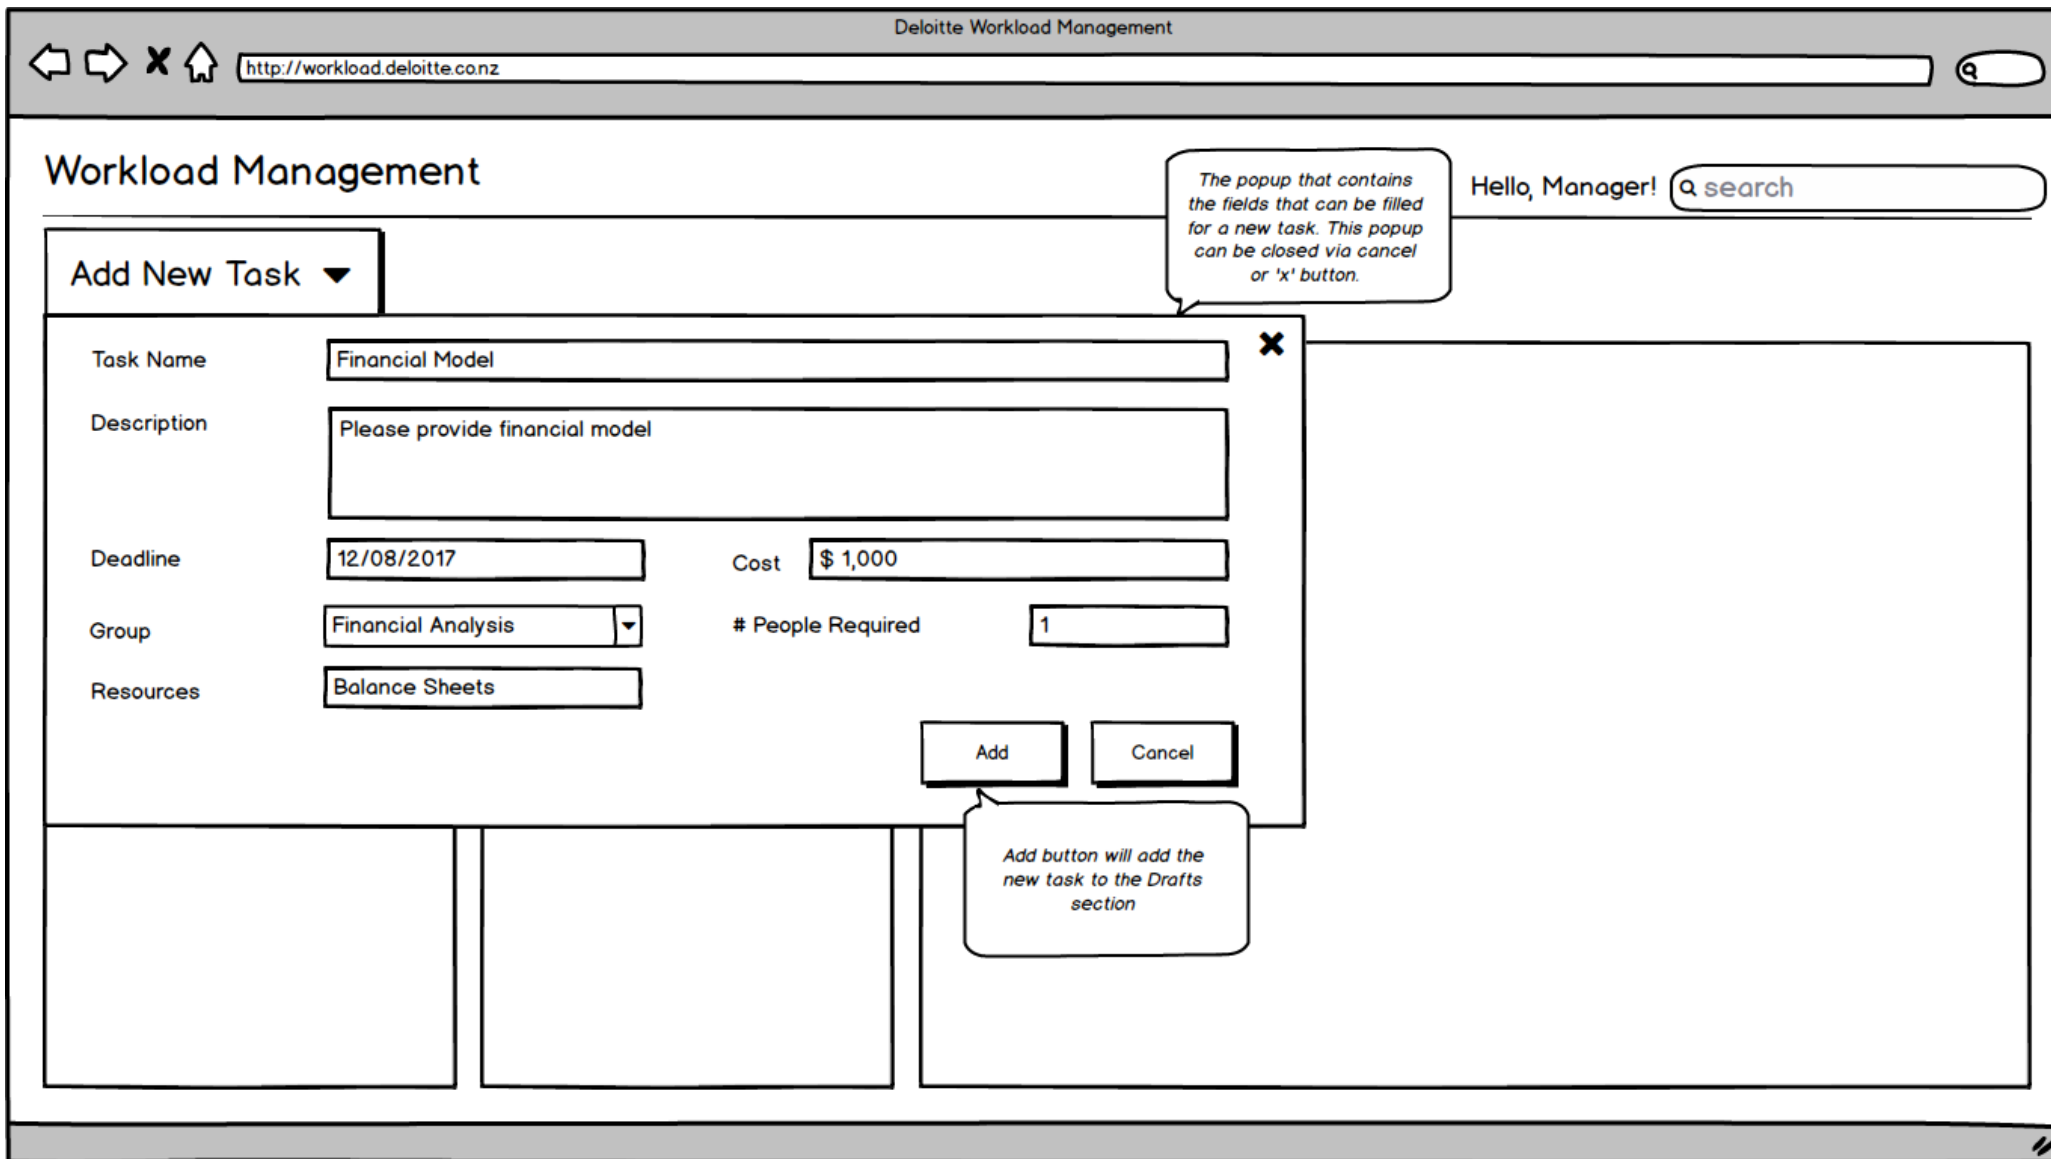 Deloitte Workload Management
http://workload.deloitte.co.nz
Workload Management
The popup that contains
the fields that can be filled
for a new task. This popup
can be closed via cancel
or 'x' button.
Hello, Manager!
search
Add New Task
Task Name
Financial Model
Description
Please provide financial model
Deadline
12/08/2017
Cost
$ 1,000
Group
Financial Analysis
# People Required
1
Resources
Balance Sheets
Add
Cancel
Add button will add the
new task to the Drafts
section